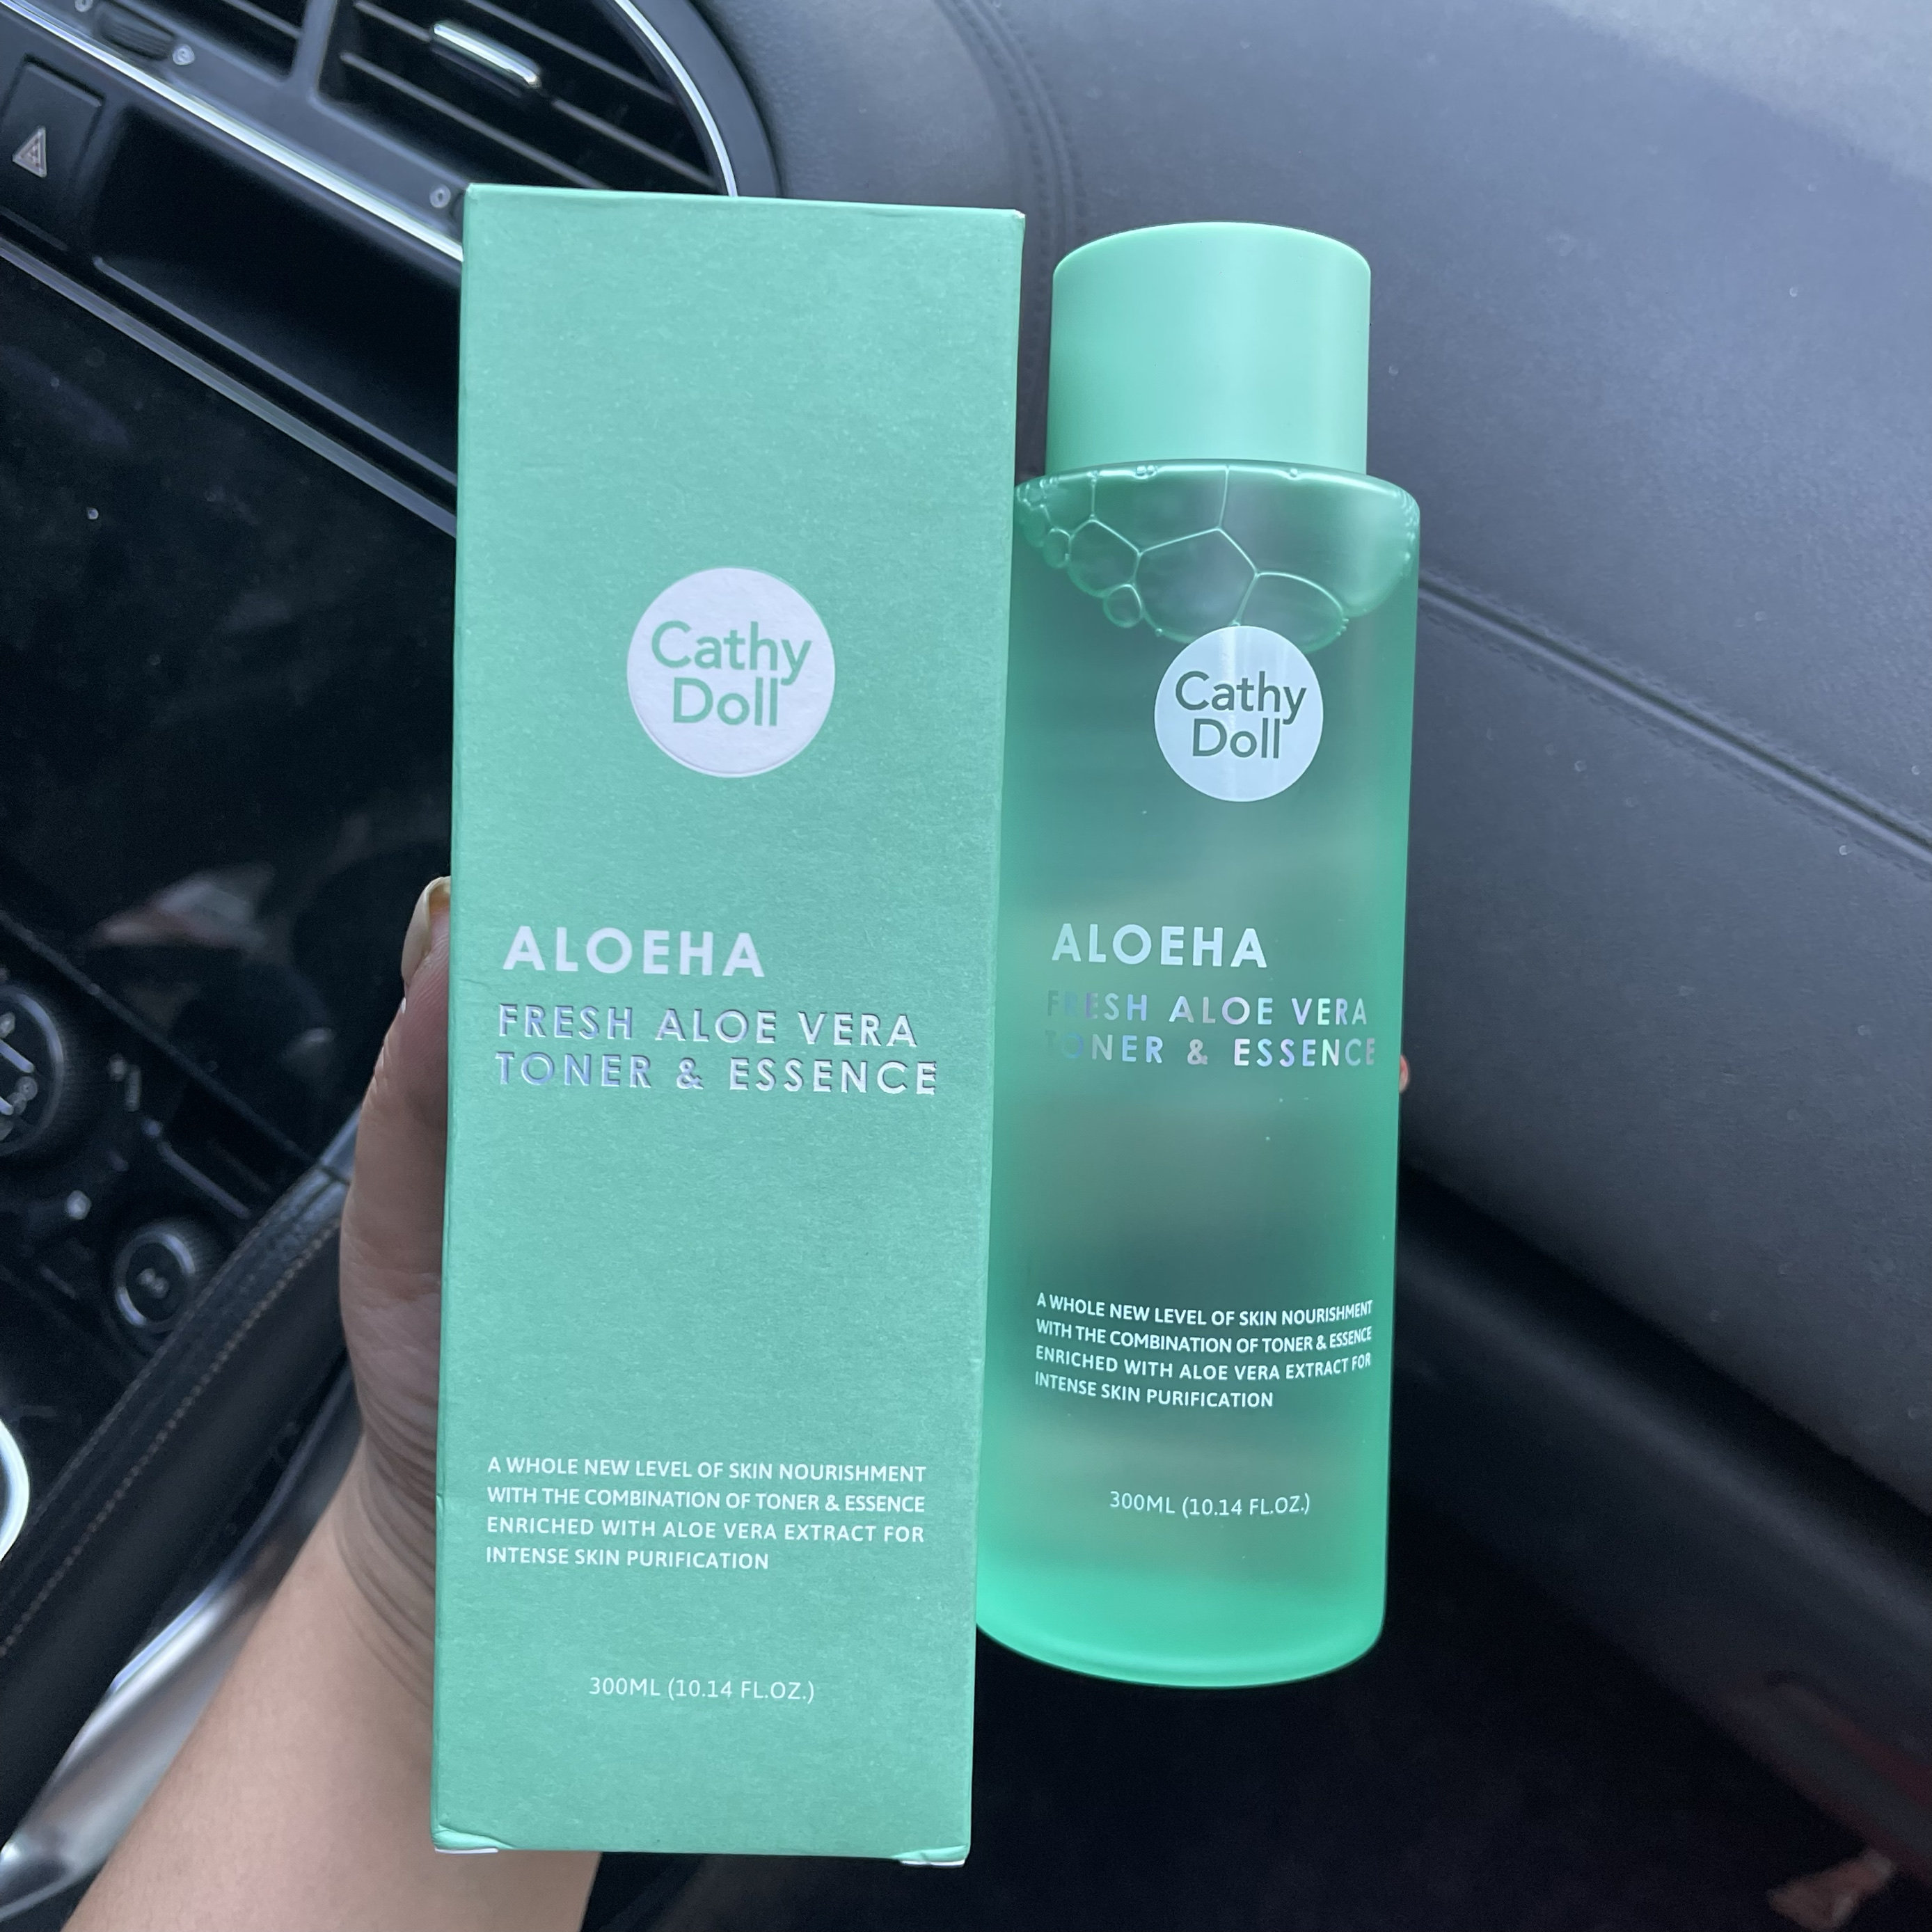 Cathy
Doll
ALOEHA
FRESH ALOE VERA
TONER & ESSENCE
A WHOLE NEW LEVEL OF SKIN NOURISHMENT
WITH THE COMBINATION OF TONER & ESSENCE
ENRICHED WITH ALOE VERA EXTRACT FOR
INTENSE SKIN PURIFICATION
300ML (10.14 FL.OZ.)
Cathy
Doll
ALOEHA
FRESH ALOE VERA
TONER & ESSENCE
A WHOLE NEW LEVEL OF SKIN NOURISHMENT
WITH THE COMBINATION OF TONER & ESSENCE
ENRICHED WITH ALOE VERA EXTRACT FOR
INTENSE SKIN PURIFICATION
300ML (10.14 FL.OZ.)